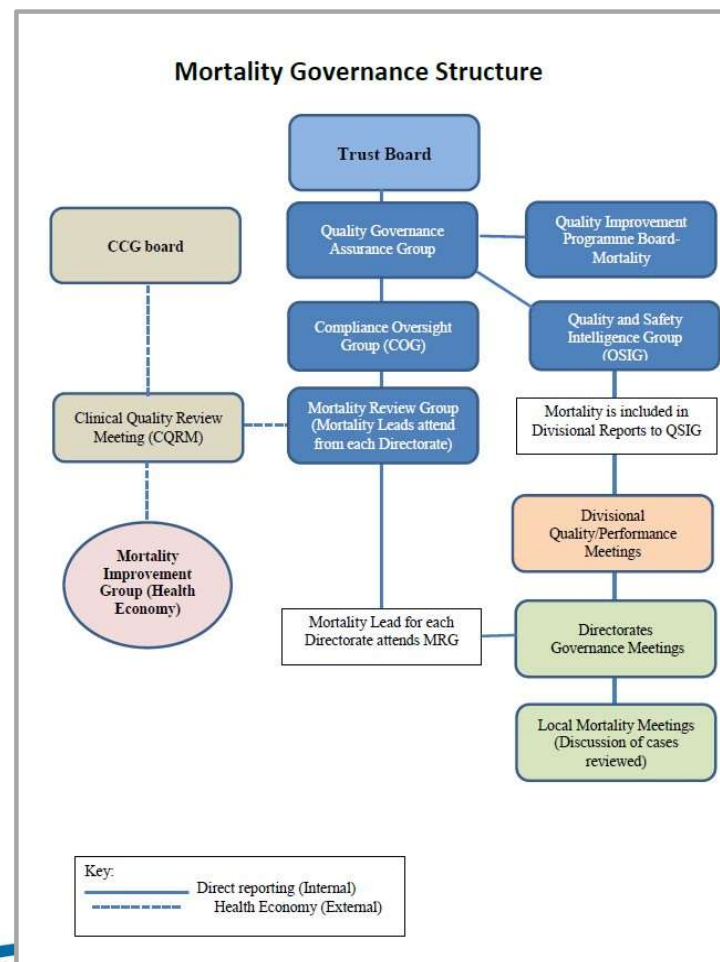 Mortality Governance Structure
Trust Board
CCG board
Quality Governance
Assurance Group
Quality Improvement
Programme Board-
Mortality
Compliance Oversight
Group (COG)
Quality and Safety
Intelligence Group
(QSIG)
Clinical Quality Review
Meeting (CQRM)
Mortality Review Group
(Mortality Leads attend
from each Directorate)
Mortality is included in
Divisional Reports to QSIG
Divisional
Quality/Performance
Meetings
Mortality
Improvement
Group (Health
Economy)
Mortality Lead for each
Directorate attends MRG
Directorates
Governance Meetings
Local Mortality Meetings
(Discussion of cases
reviewed)
Key:
Direct reporting (Internal)
Health Economy (External)